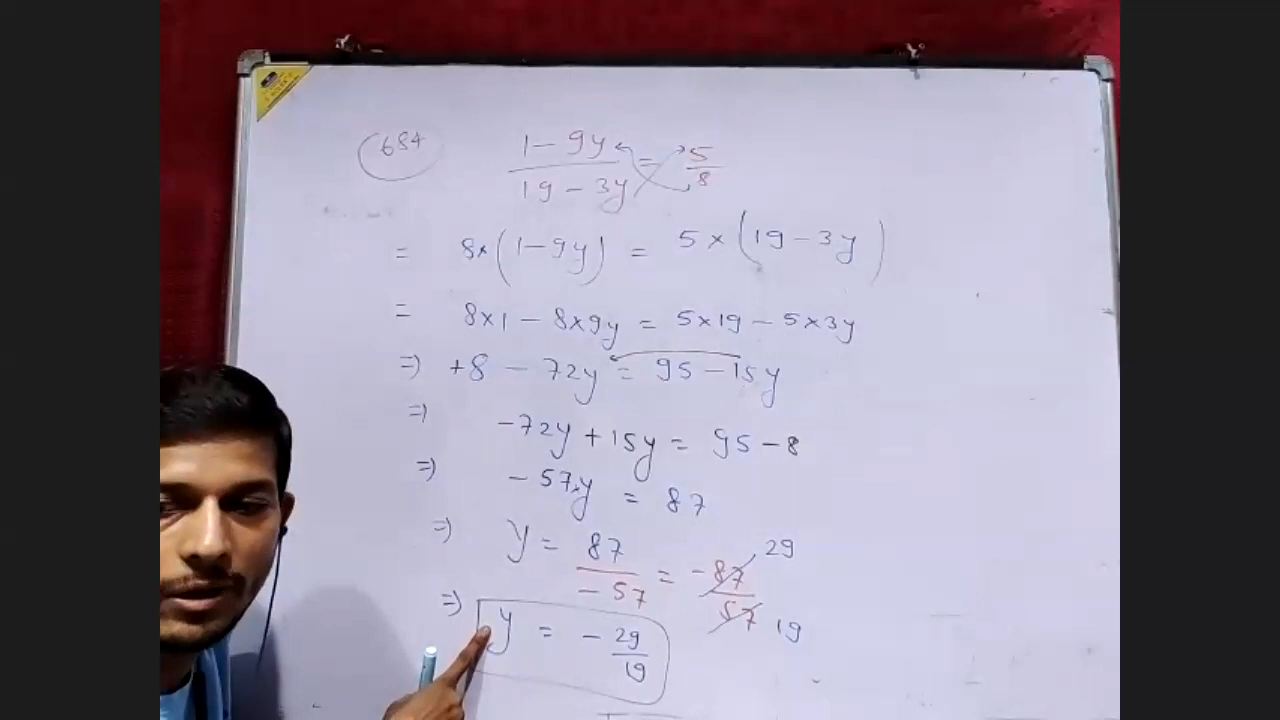 684
1 - 9y / 19 - 3y = 5/8
= 8×(1 - 9y) = 5×(19 - 3y)
= 8×1 - 8×9y = 5×19 - 5×3y
⇒ +8 - 72y = 95 - 15y
⇒ -72y + 15y = 95 - 8
⇒ - 57×y = 87
⇒ y = 87 / -57 = - 87/57 29 19
⇒ y = - 29/19